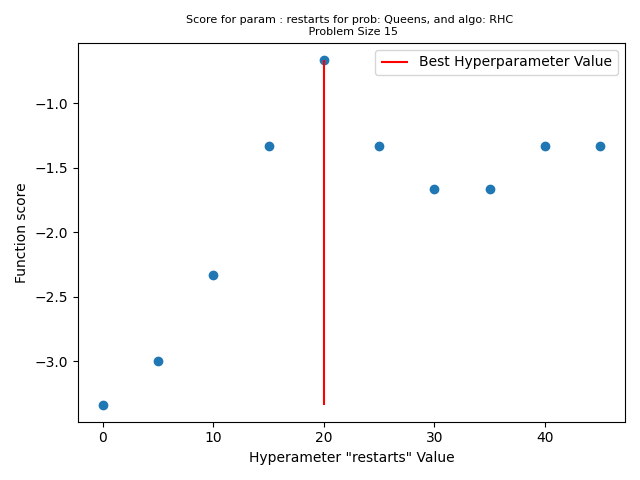 Score for param : restarts for prob: Queens, and algo: RHC
Problem Size 15
Best Hyperparameter Value
−1.0
−1.5
−2.0
−2.5
−3.0
Function score
0 10 20 30 40
Hyperameter "restarts" Value